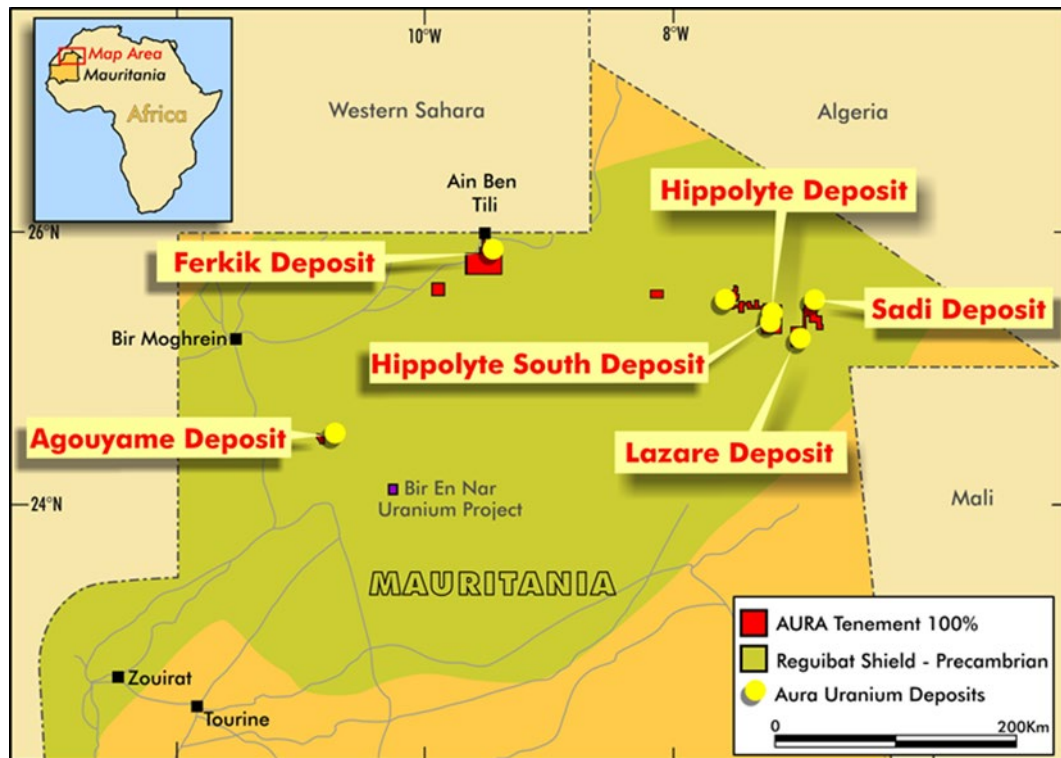 10°W
8°W
Map Area
Mauritania
Africa
Western Sahara
Algeria
Ain Ben
Tili
Hippolyte Deposit
26°N
Ferkik Deposit
Sadi Deposit
Bir Moghrein
Hippolyte South Deposit
Agouyame Deposit
Lazare Deposit
Bir En Nar
Uranium Project
24°N
Mali
MAURITANIA
AURA Tenement 100%
Reguibat Shield - Precambrian
Aura Uranium Deposits
0
200Km
Zouirat
Tourine